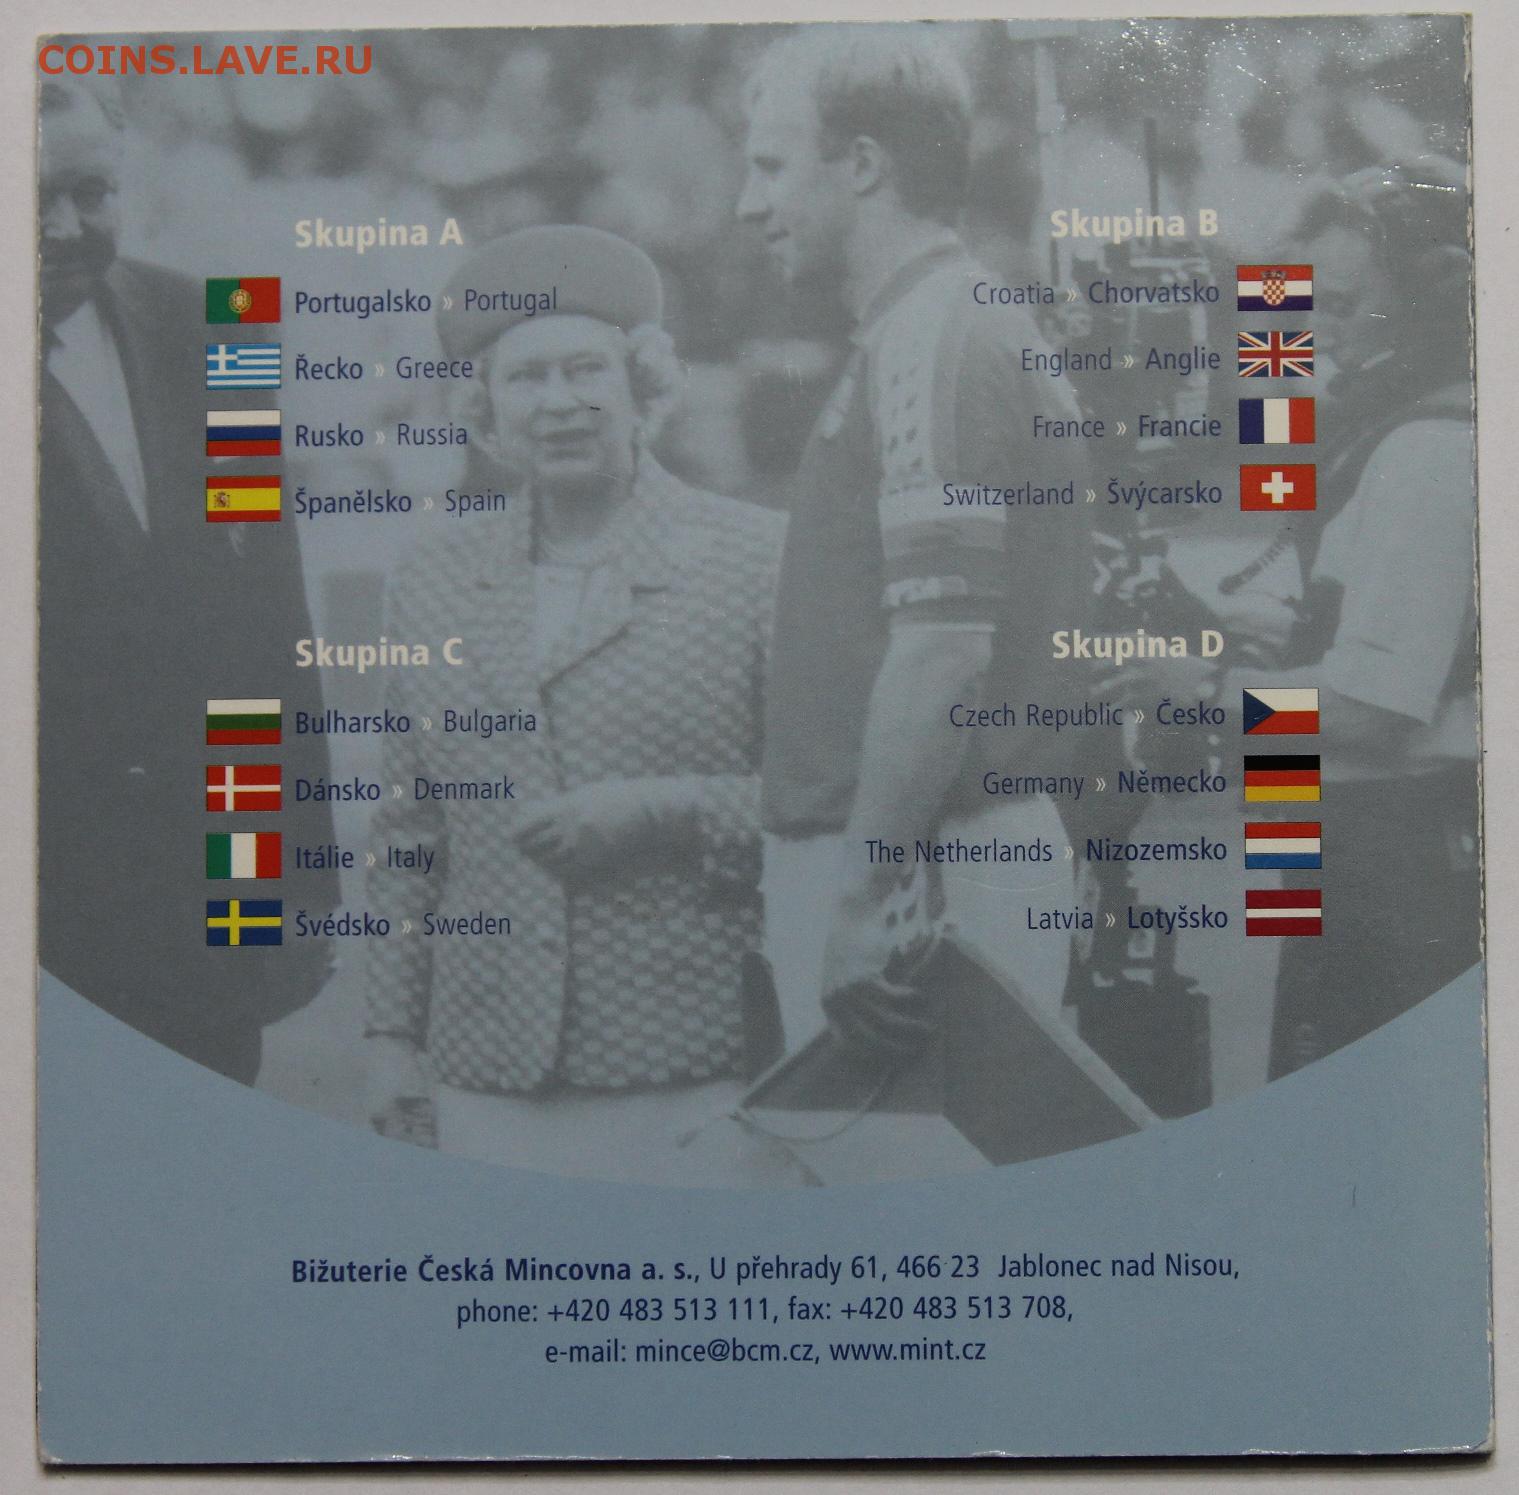 COINS.LAVE.RU
Skupina A
Portugalsko » Portugal
Řecko » Greece
Rusko » Russia
Španělsko » Spain
Skupina B
Croatia » Chorvatsko
England » Anglie
France » Francie
Switzerland » Švýcarsko
Skupina C
Bulharsko » Bulgaria
Dánsko » Denmark
Itálie » Italy
Švédsko » Sweden
Skupina D
Czech Republic » Česko
Germany » Německo
The Netherlands » Nizozemsko
Latvia » Lotyšsko
Bižuterie Česká Mincovna a. s., U přehrady 61, 466 23 Jablonec nad Nisou,
phone: +420 483 513 111, fax: +420 483 513 708,
e-mail: mince@bcm.cz, www.mint.cz